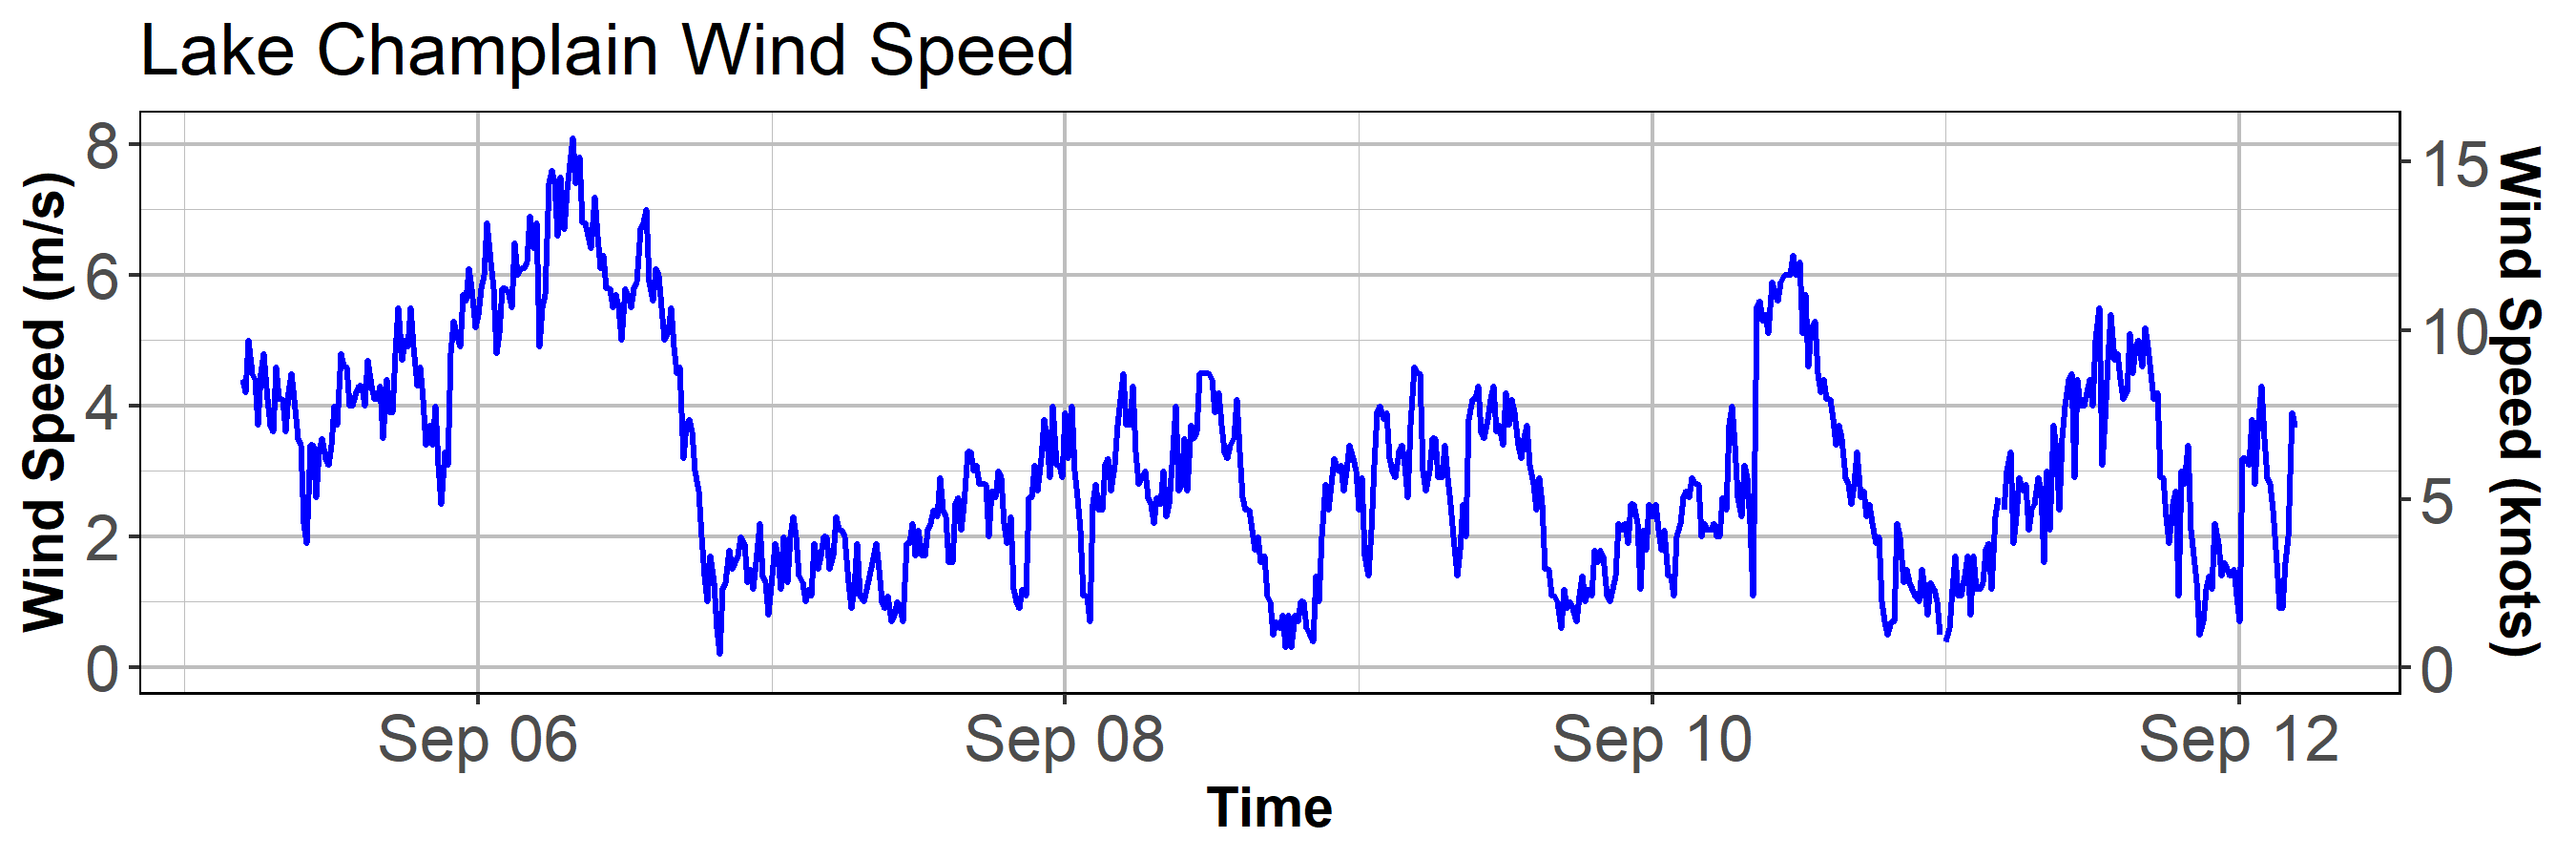 Lake Champlain Wind Speed
Wind Speed (m/s)
8
6
4
2
0
15
10
5
0
Wind Speed (knots)
Sep 06 Sep 08 Sep 10 Sep 12
Time